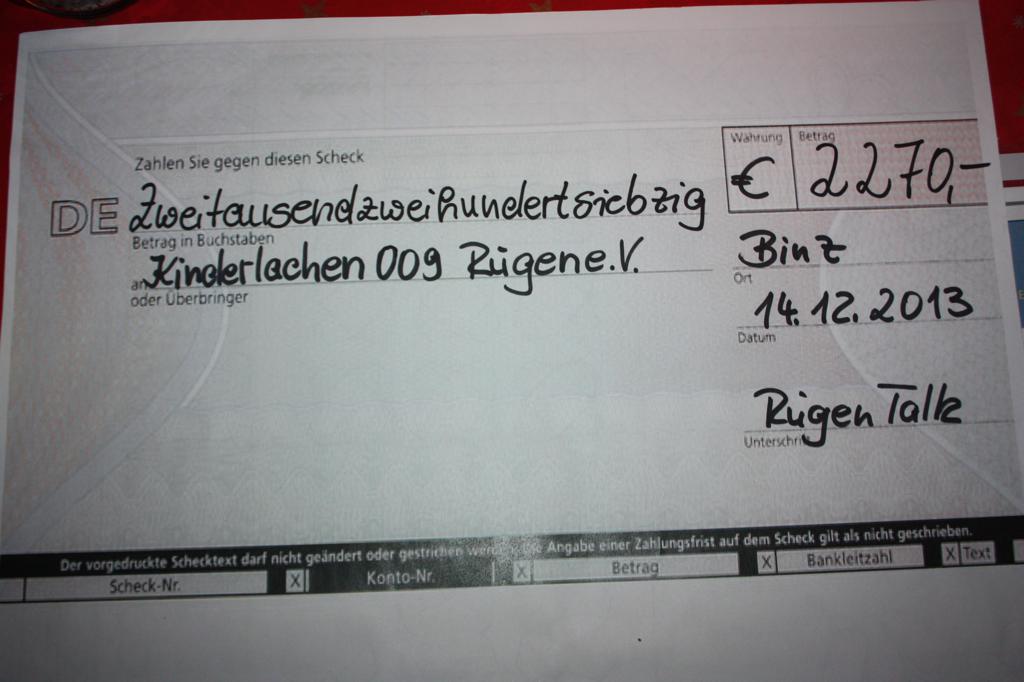 Zahlen Sie gegen diesen Scheck
Währung Betrag
€ 2270,-
DE Zweitausendzweihundertsiebzig
Betrag in Buchstaben
an Kinderlachen 009 Rügen e.V.
oder Überbringer
Binz
Ort
14.12.2013
Datum
Rügen Talk
Unterschrift
Der vorgedruckte Schecktext darf nicht geändert oder gestrichen werden. Die Angabe einer Zahlungsfrist auf dem Scheck gilt als nicht geschrieben.
Scheck-Nr. X Konto-Nr. X Betrag X Bankleitzahl X Text